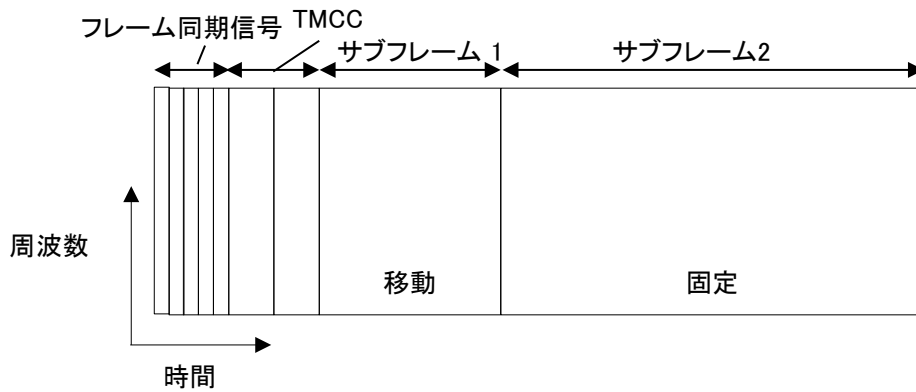 フレーム同期信号
TMCC
サブフレーム 1
サブフレーム2
周波数
移動
固定
時間